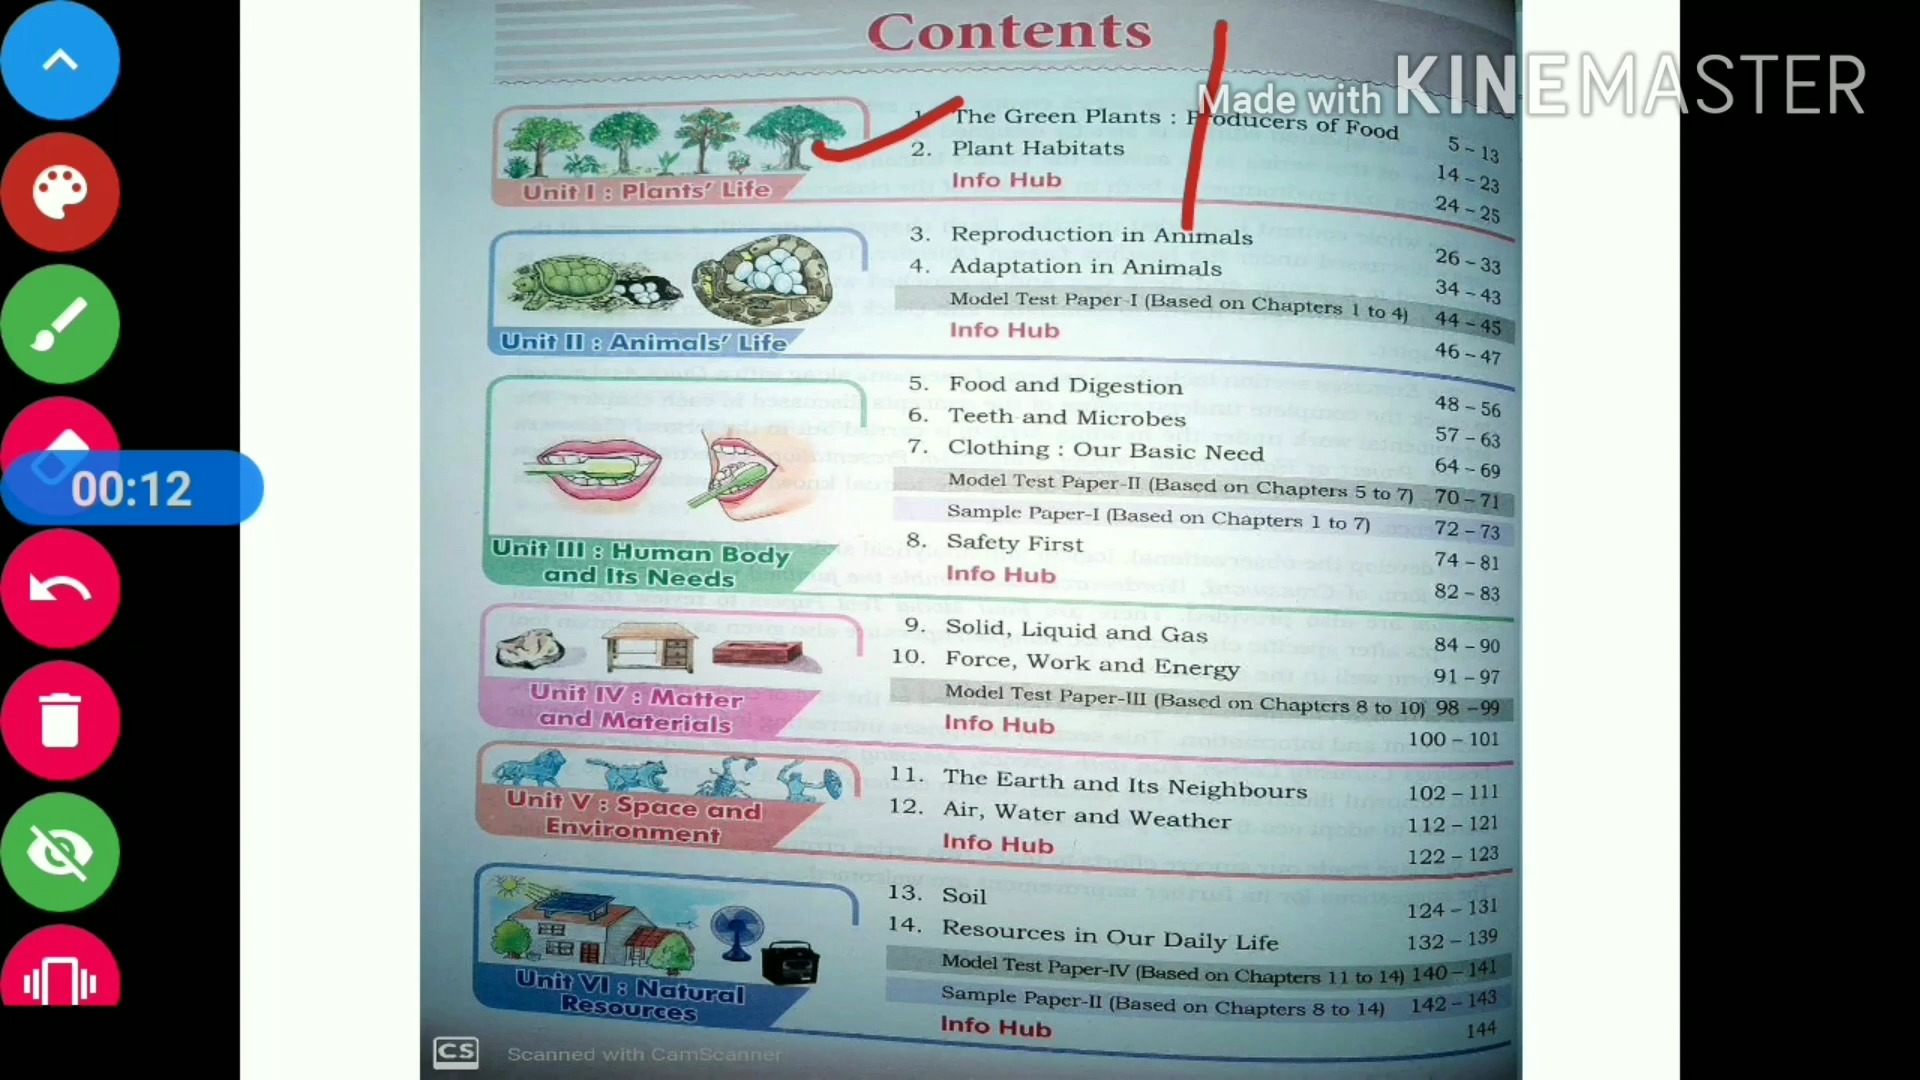 Contents
Made with KINEMASTER
1. The Green Plants : Producers of Food 5 – 13
2. Plant Habitats 14 – 23
Info Hub 24 – 25
Unit I : Plants' Life
3. Reproduction in Animals 26 – 33
4. Adaptation in Animals 34 – 43
Model Test Paper-I (Based on Chapters 1 to 4) 44 – 45
Info Hub 46 – 47
Unit II : Animals' Life
5. Food and Digestion 48 – 56
6. Teeth and Microbes 57 – 63
7. Clothing : Our Basic Need 64 – 69
Model Test Paper-II (Based on Chapters 5 to 7) 70 – 71
Sample Paper-I (Based on Chapters 1 to 7) 72 – 73
8. Safety First 74 – 81
Info Hub 82 – 83
Unit III : Human Body
and Its Needs
00:12
9. Solid, Liquid and Gas 84 – 90
10. Force, Work and Energy 91 – 97
Model Test Paper-III (Based on Chapters 8 to 10) 98 – 99
Info Hub 100 – 101
Unit IV : Matter
and Materials
11. The Earth and Its Neighbours 102 – 111
12. Air, Water and Weather 112 – 121
Info Hub 122 – 123
Unit V : Space and
Environment
13. Soil 124 – 131
14. Resources in Our Daily Life 132 – 139
Model Test Paper-IV (Based on Chapters 11 to 14) 140 – 141
Sample Paper-II (Based on Chapters 8 to 14) 142 – 143
Info Hub 144
Unit VI : Natural
Resources
CS Scanned with CamScanner